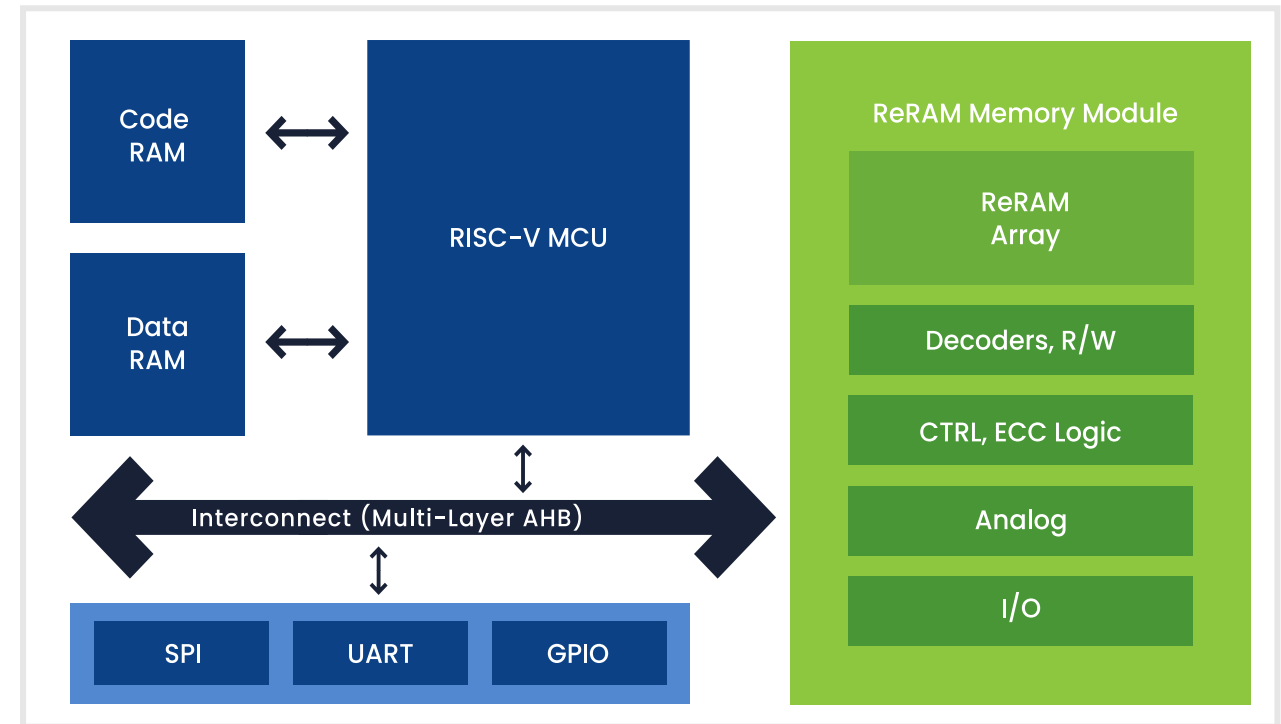 Code
RAM
Data
RAM
RISC-V MCU
Interconnect (Multi-Layer AHB)
SPI
UART
GPIO
ReRAM Memory Module
ReRAM
Array
Decoders, R/W
CTRL, ECC Logic
Analog
I/O